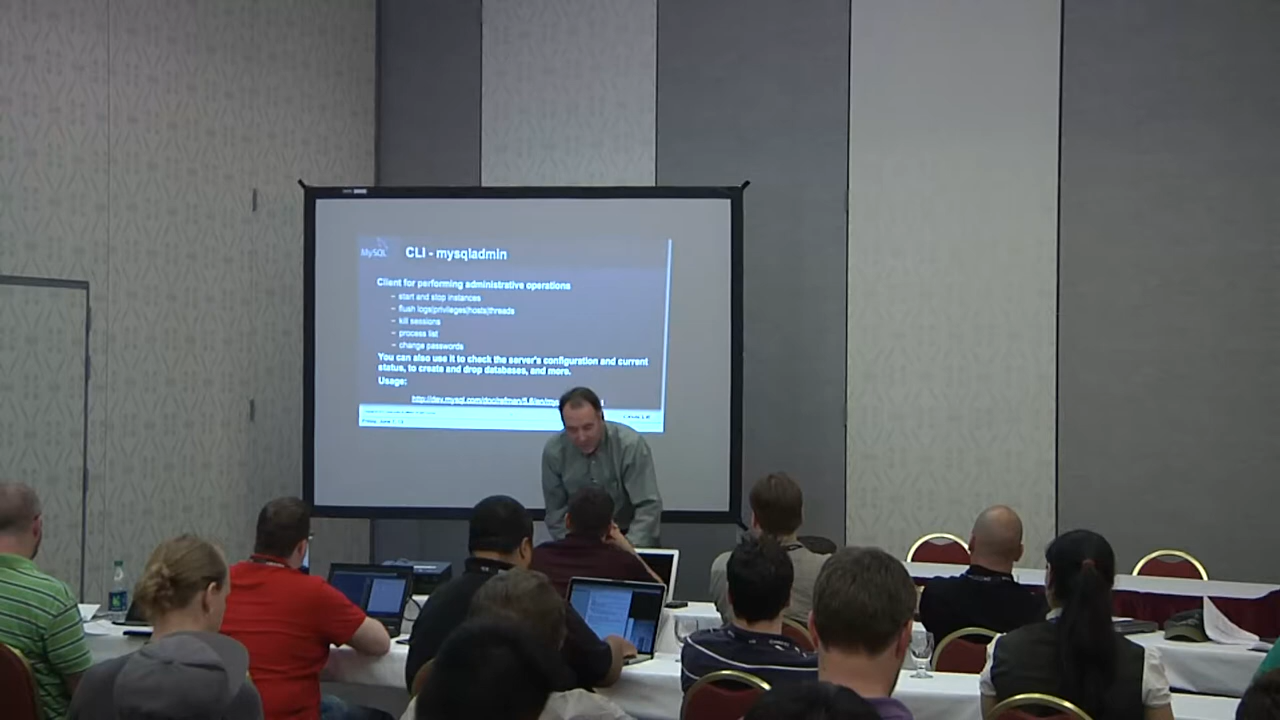 MySQL
CLI - mysqladmin
Client for performing administrative operations
– start and stop instances
– flush logs|privileges|hosts|threads
– kill sessions
– process list
– change passwords
You can also use it to check the server's configuration and current
status, to create and drop databases, and more.
Usage: